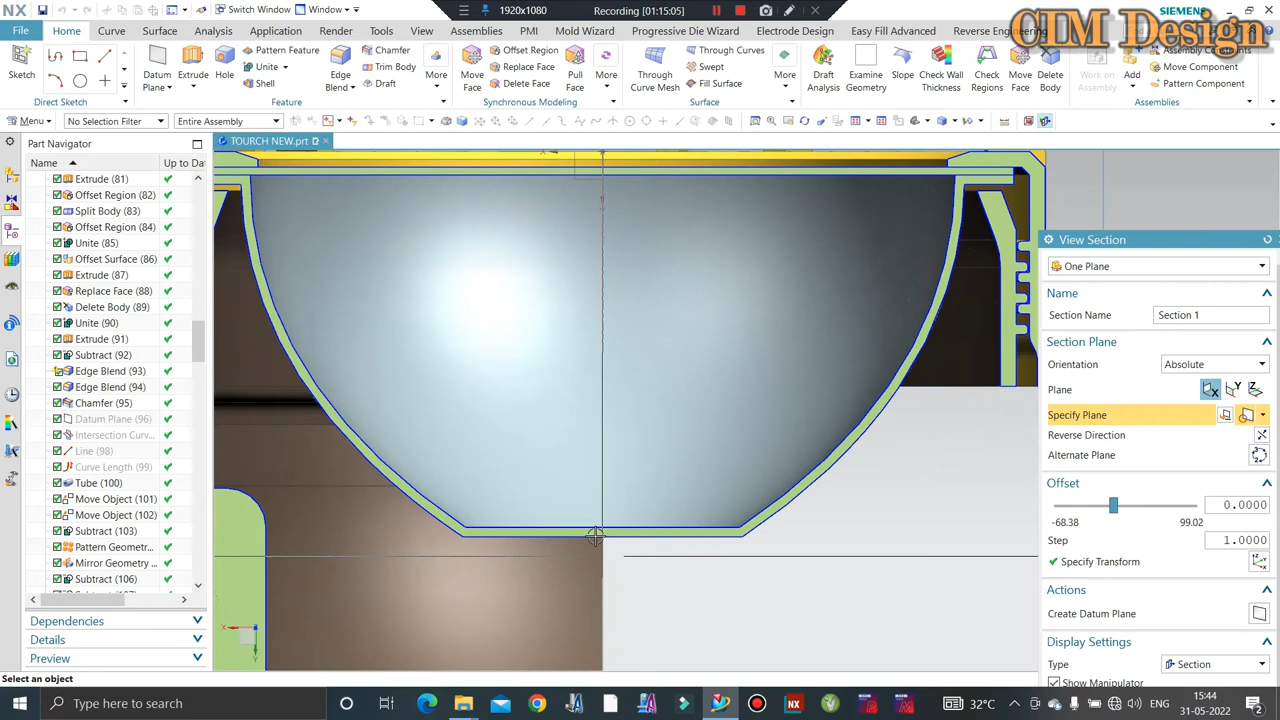 NX
Switch Window
Window
1920x1080
Recording [01:15:05]
SIEMENS
CIM Design
File
Home
Curve
Surface
Analysis
Application
Render
Tools
View
Assemblies
PMI
Mold Wizard
Progressive Die Wizard
Electrode Design
Easy Fill Advanced
Reverse Engineering
Sketch
Direct Sketch
Datum Plane
Extrude
Hole
Pattern Feature
Unite
Shell
Edge Blend
Chamfer
Trim Body
Draft
More
Feature
Move Face
Offset Region
Replace Face
Delete Face
Pull Face
More
Synchronous Modeling
Through Curve Mesh
Through Curves
Swept
Fill Surface
More
Surface
Draft Analysis
Examine Geometry
Slope
Check Wall Thickness
Check Regions
Move Face
Delete Body
Work on Assembly
Add
Assembly Constraints
Move Component
Pattern Component
Assemblies
Menu
No Selection Filter
Entire Assembly
Part Navigator
TOURCH NEW.prt
Name
Up to Da
Extrude (81)
Offset Region (82)
Split Body (83)
Offset Region (84)
Unite (85)
Offset Surface (86)
Extrude (87)
Replace Face (88)
Delete Body (89)
Unite (90)
Extrude (91)
Subtract (92)
Edge Blend (93)
Edge Blend (94)
Chamfer (95)
Datum Plane (96)
Intersection Curv...
Line (98)
Curve Length (99)
Tube (100)
Move Object (101)
Move Object (102)
Subtract (103)
Pattern Geometr...
Mirror Geometry ...
Subtract (106)
Dependencies
Details
Preview
X
Y
View Section
One Plane
Name
Section Name
Section 1
Section Plane
Orientation
Absolute
Plane
Specify Plane
Reverse Direction
Alternate Plane
Offset
0.0000
-68.38
99.02
Step
1.0000
Specify Transform
Actions
Create Datum Plane
Display Settings
Type
Section
Show Manipulator
Select an object
Type here to search
32°C
ENG
15:44
31-05-2022
2